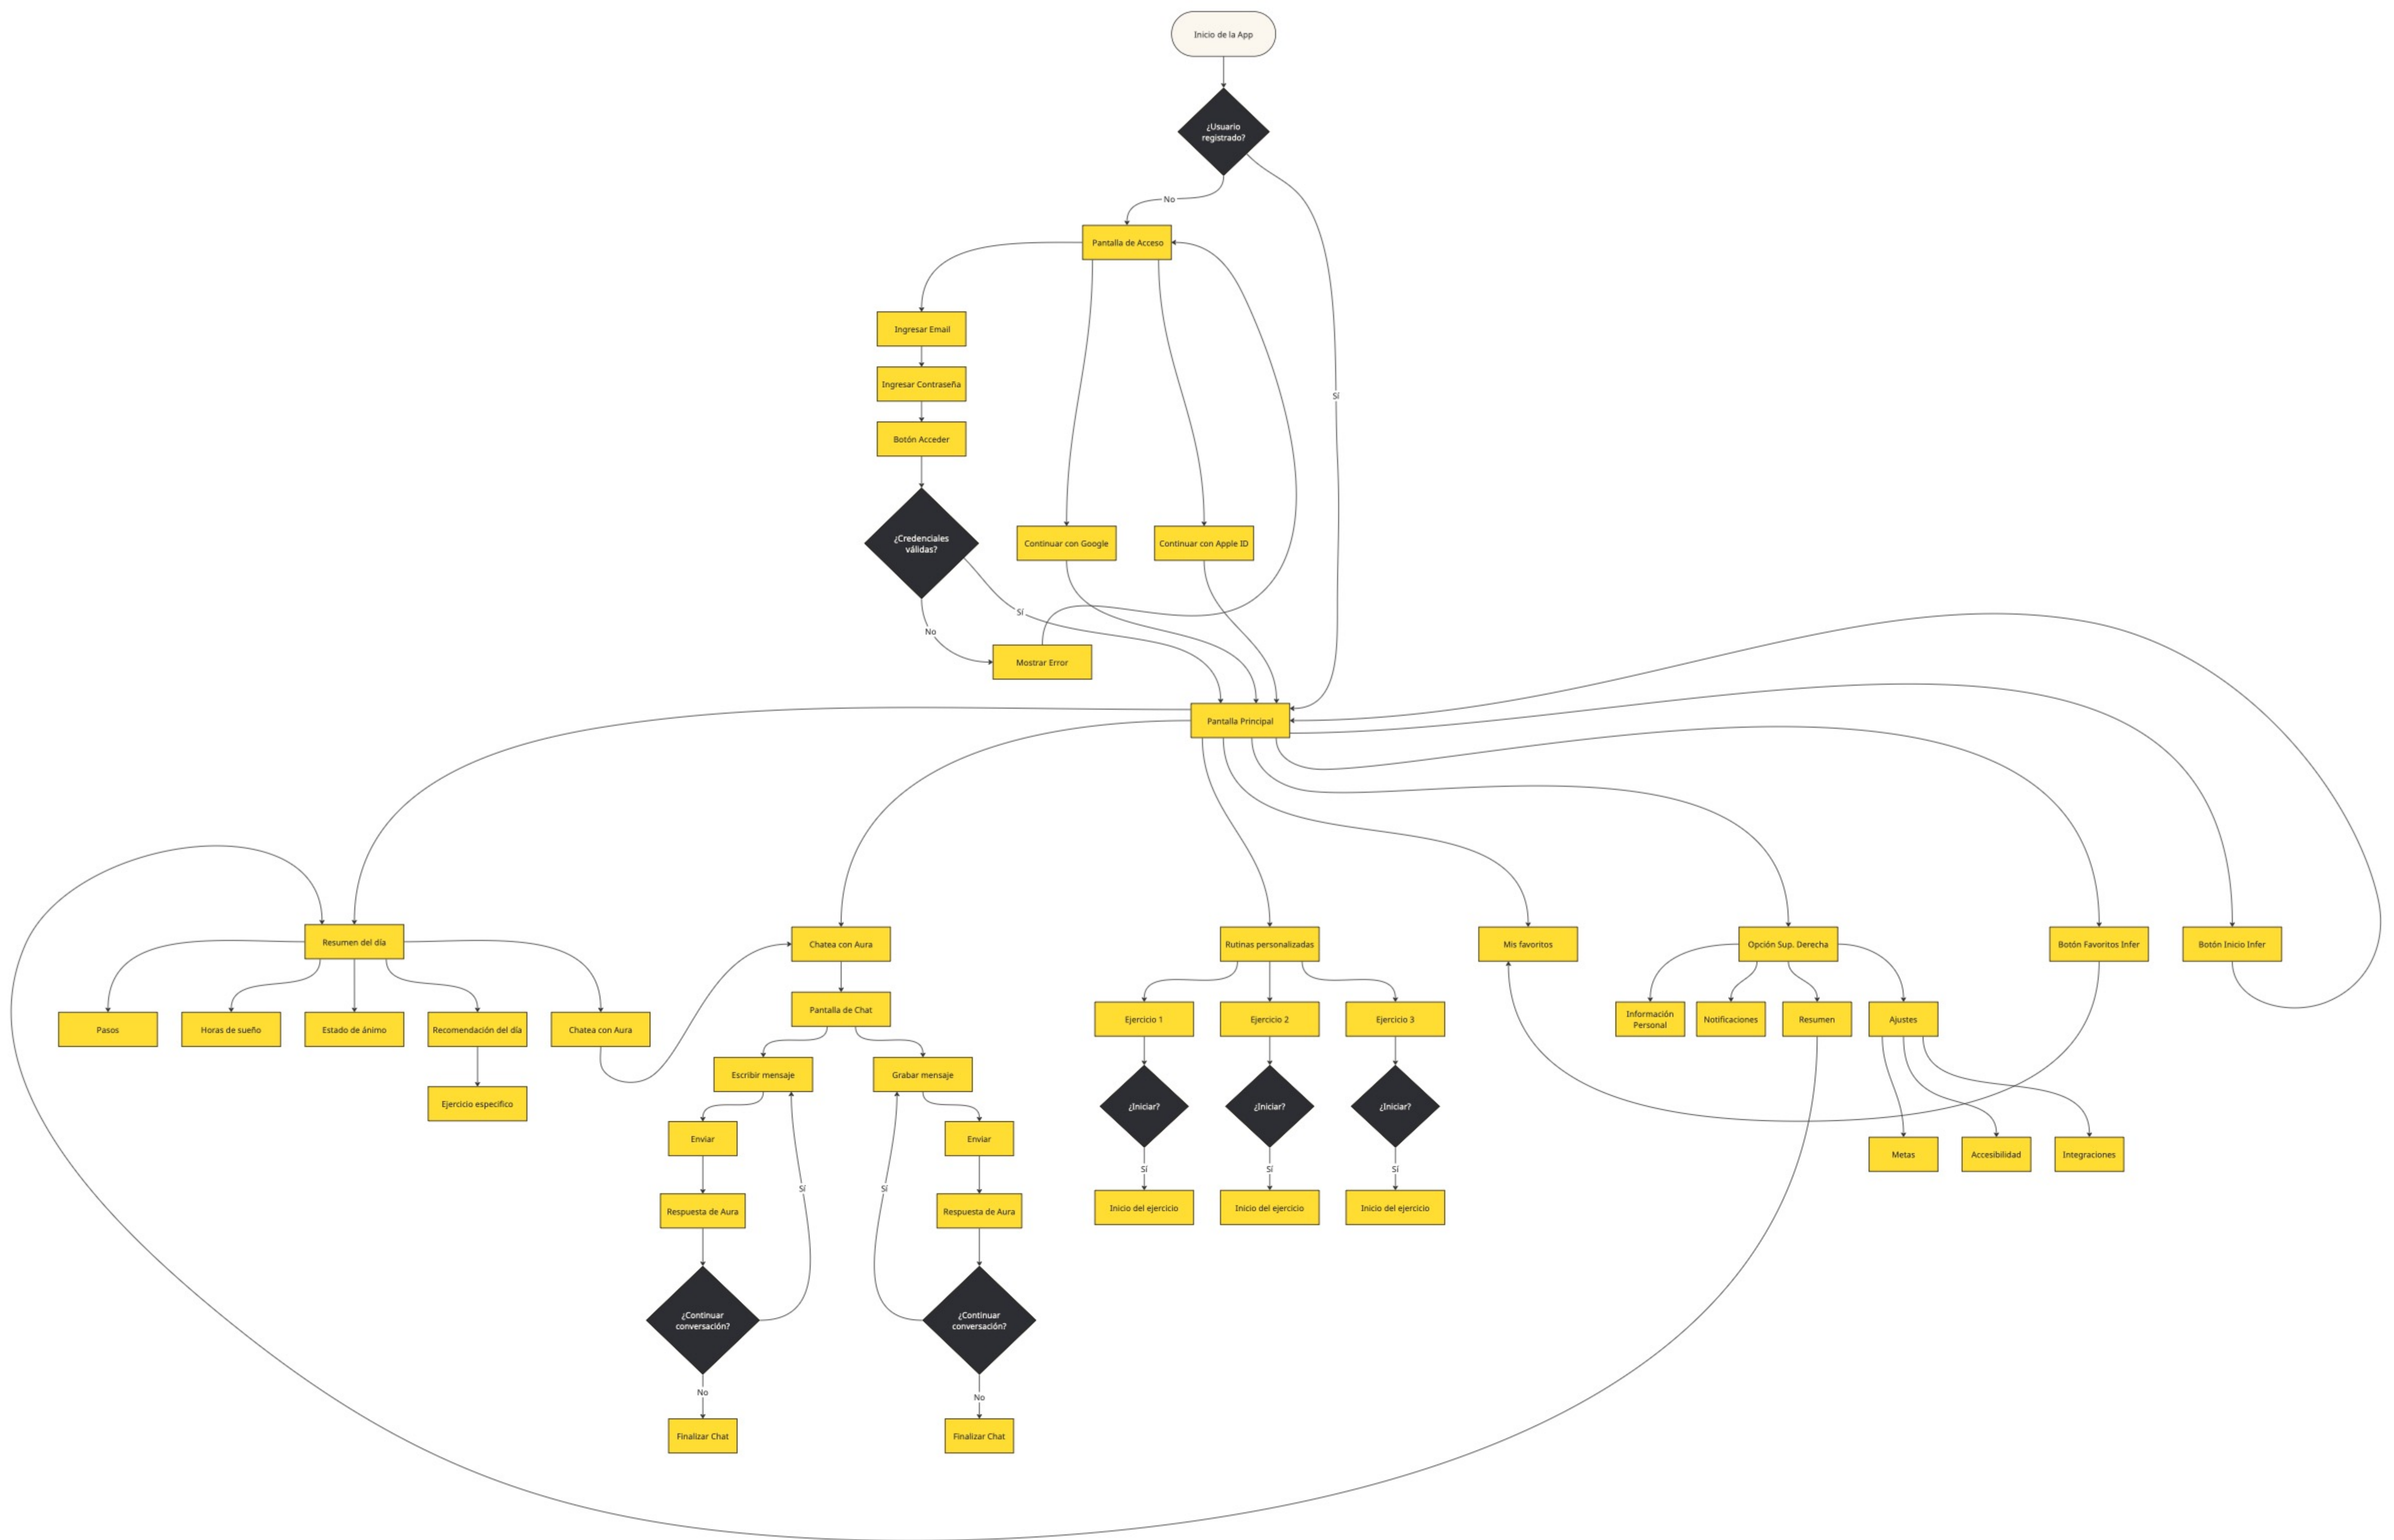 Inicio de la App
¿Usuario
registrado?
No
Pantalla de Acceso
Ingresar Email
Ingresar Contraseña
Sí
Botón Acceder
¿Credenciales
válidas?
Continuar con Google
Continuar con Apple ID
Sí
No
Mostrar Error
Pantalla Principal
Resumen del día
Chatea con Aura
Rutinas personalizadas
Mis favoritos
Opción Sup. Derecha
Botón Favoritos Infer
Botón Inicio Infer
Pasos
Horas de sueño
Estado de ánimo
Recomendación del día
Chatea con Aura
Pantalla de Chat
Ejercicio 1
Ejercicio 2
Ejercicio 3
Información
Personal
Notificaciones
Resumen
Ajustes
Ejercicio especifico
Escribir mensaje
Grabar mensaje
¿Iniciar?
¿Iniciar?
¿Iniciar?
Enviar
Enviar
Metas
Accesibilidad
Integraciones
Sí
Sí
Sí
Sí
Sí
Respuesta de Aura
Respuesta de Aura
Inicio del ejercicio
Inicio del ejercicio
Inicio del ejercicio
¿Continuar
conversación?
¿Continuar
conversación?
No
No
Finalizar Chat
Finalizar Chat